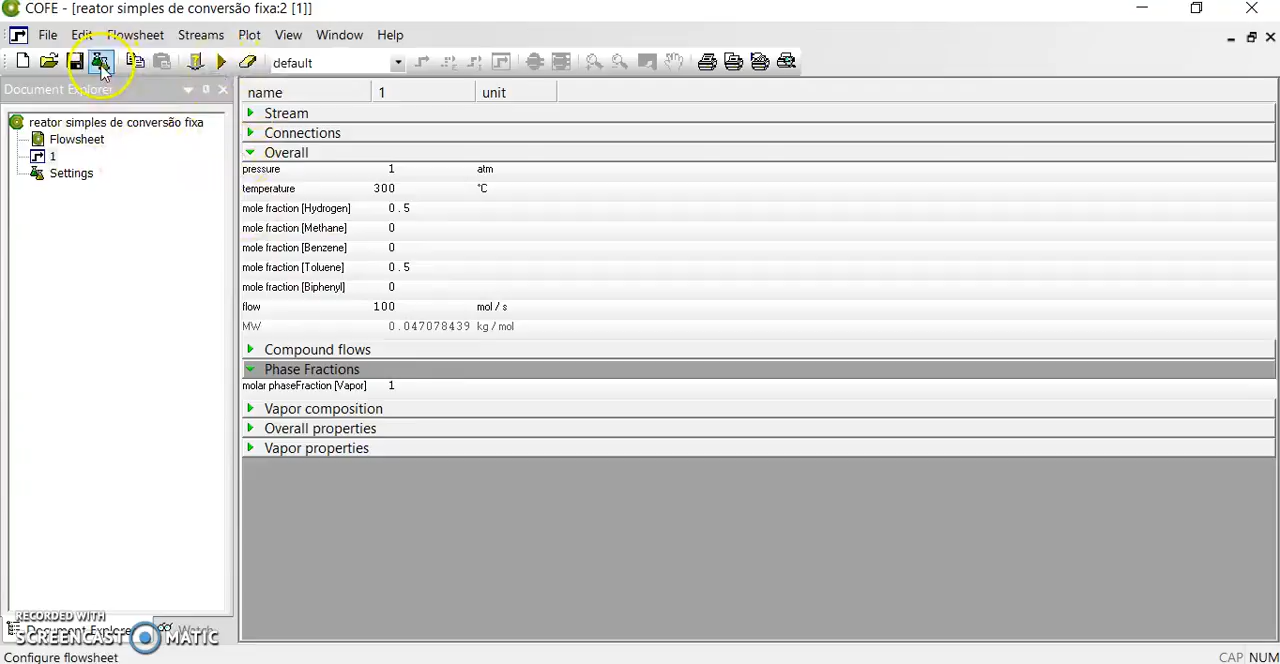 COFE - [reator simples de conversão fixa:2 [1]]
File Edit Flowsheet Streams Plot View Window Help
default
Document Explorer
name 1 unit
reator simples de conversão fixa
Flowsheet
1
Settings
Stream
Connections
Overall
pressure 1 atm
temperature 300 °C
mole fraction [Hydrogen] 0.5
mole fraction [Methane] 0
mole fraction [Benzene] 0
mole fraction [Toluene] 0.5
mole fraction [Biphenyl] 0
flow 100 mol / s
MW 0.047078439 kg / mol
Compound flows
Phase Fractions
molar phaseFraction [Vapor] 1
Vapor composition
Overall properties
Vapor properties
RECORDED WITH
SCREENCAST MATIC
Document Explorer Watch
Configure flowsheet CAP NUM